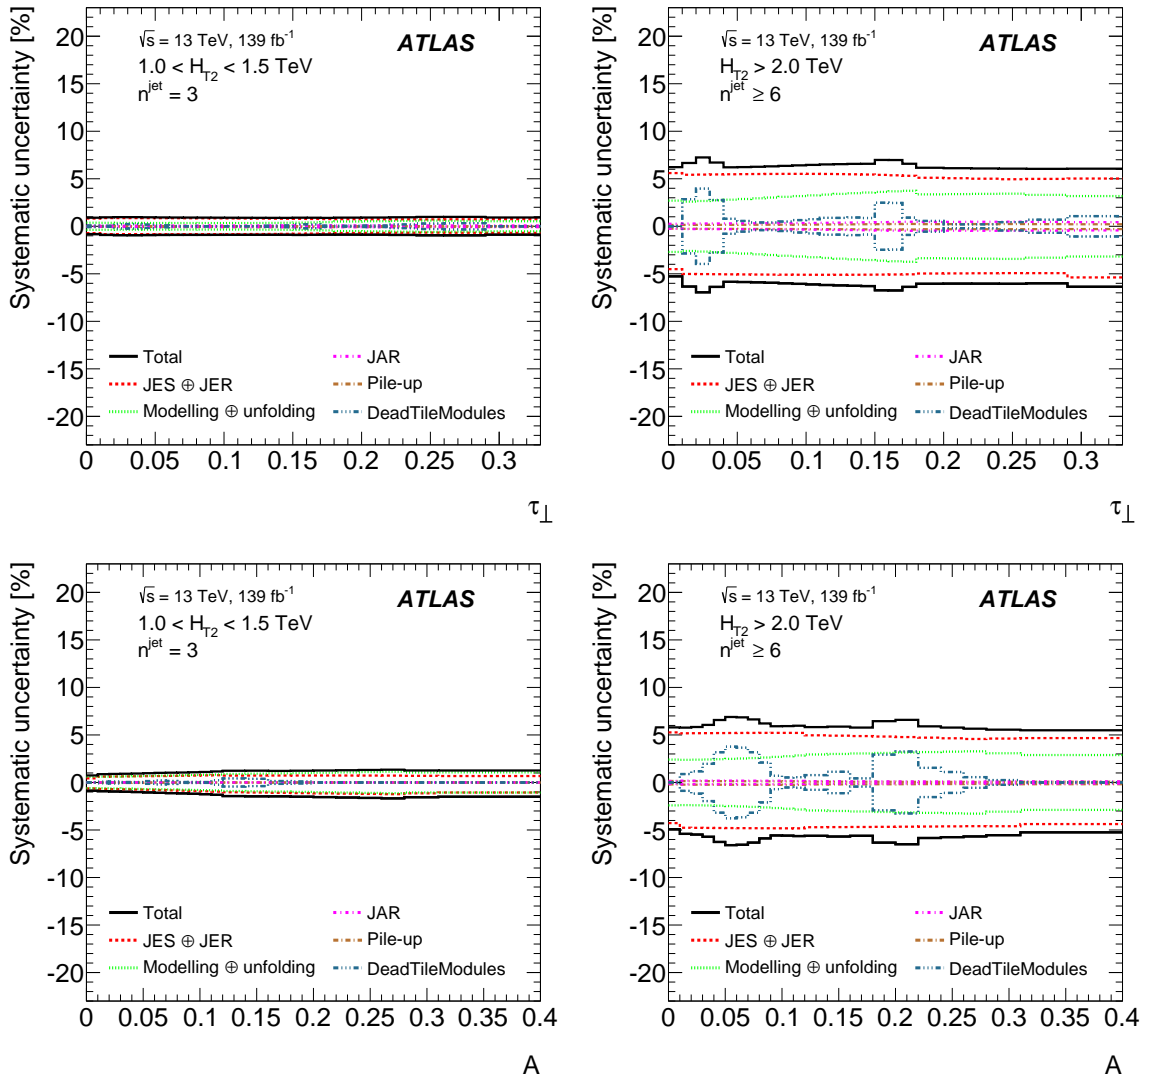 Systematic uncertainty [%]
20
15
10
5
0
-5
-10
-15
-20
√s = 13 TeV, 139 fb⁻¹
ATLAS
1.0 < H_T2 < 1.5 TeV
n^jet = 3
Total
JES ⊕ JER
Modelling ⊕ unfolding
JAR
Pile-up
DeadTileModules
0 0.05 0.1 0.15 0.2 0.25 0.3
τ⊥
Systematic uncertainty [%]
20
15
10
5
0
-5
-10
-15
-20
√s = 13 TeV, 139 fb⁻¹
ATLAS
H_T2 > 2.0 TeV
n^jet ≥ 6
Total
JES ⊕ JER
Modelling ⊕ unfolding
JAR
Pile-up
DeadTileModules
0 0.05 0.1 0.15 0.2 0.25 0.3
τ⊥
Systematic uncertainty [%]
20
15
10
5
0
-5
-10
-15
-20
√s = 13 TeV, 139 fb⁻¹
ATLAS
1.0 < H_T2 < 1.5 TeV
n^jet = 3
Total
JES ⊕ JER
Modelling ⊕ unfolding
JAR
Pile-up
DeadTileModules
0 0.05 0.1 0.15 0.2 0.25 0.3 0.35 0.4
A
Systematic uncertainty [%]
20
15
10
5
0
-5
-10
-15
-20
√s = 13 TeV, 139 fb⁻¹
ATLAS
H_T2 > 2.0 TeV
n^jet ≥ 6
Total
JES ⊕ JER
Modelling ⊕ unfolding
JAR
Pile-up
DeadTileModules
0 0.05 0.1 0.15 0.2 0.25 0.3 0.35 0.4
A